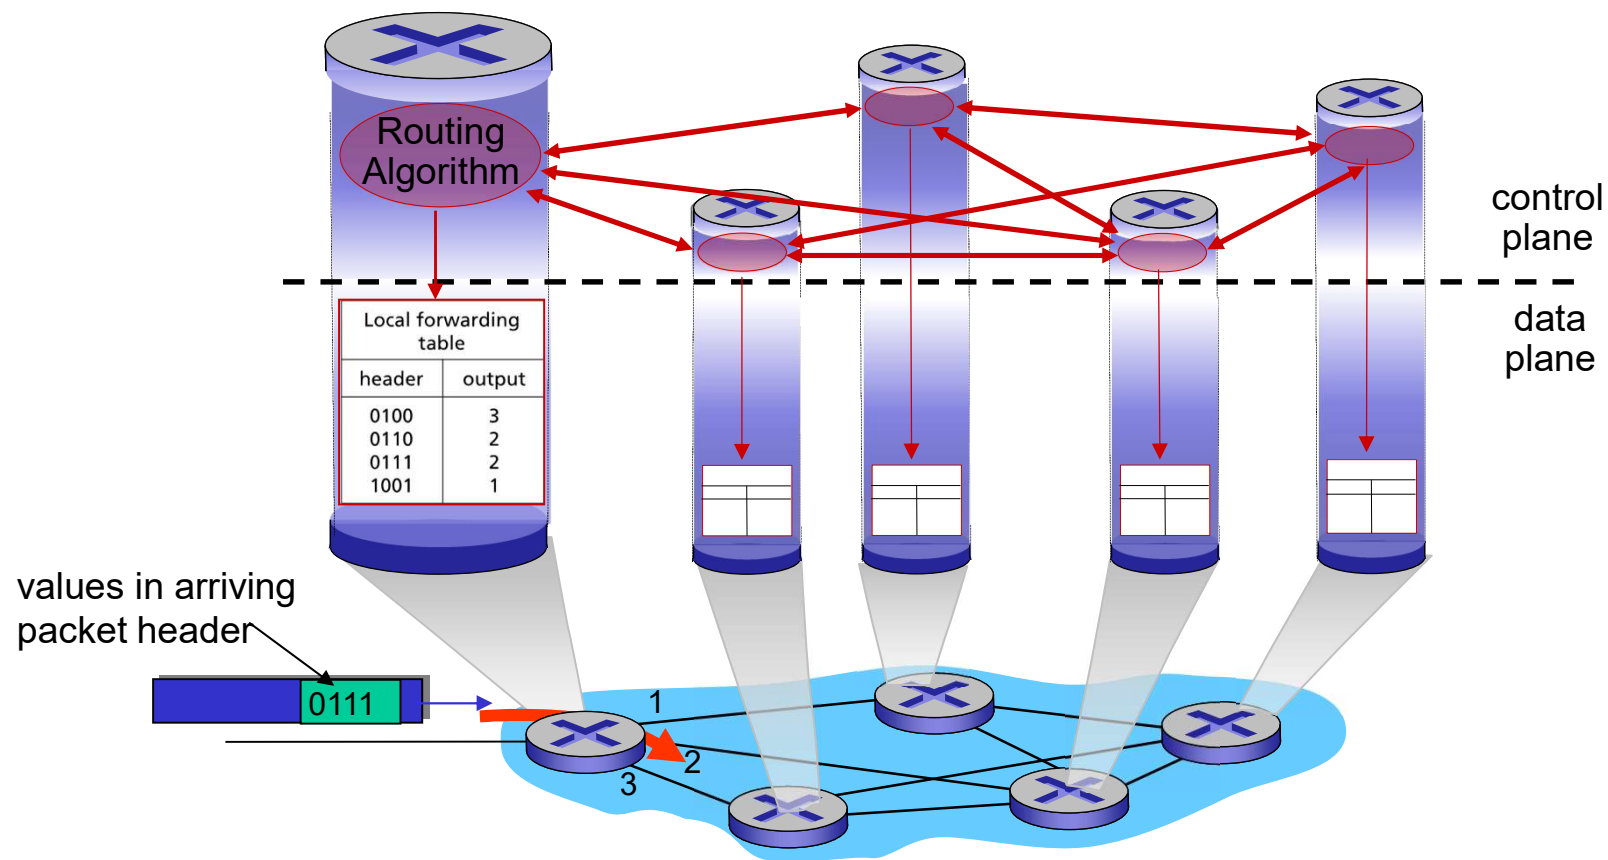 Routing
Algorithm
control
plane
data
plane
Local forwarding
table
header output
0100 3
0110 2
0111 2
1001 1
values in arriving
packet header
0111
1
2
3